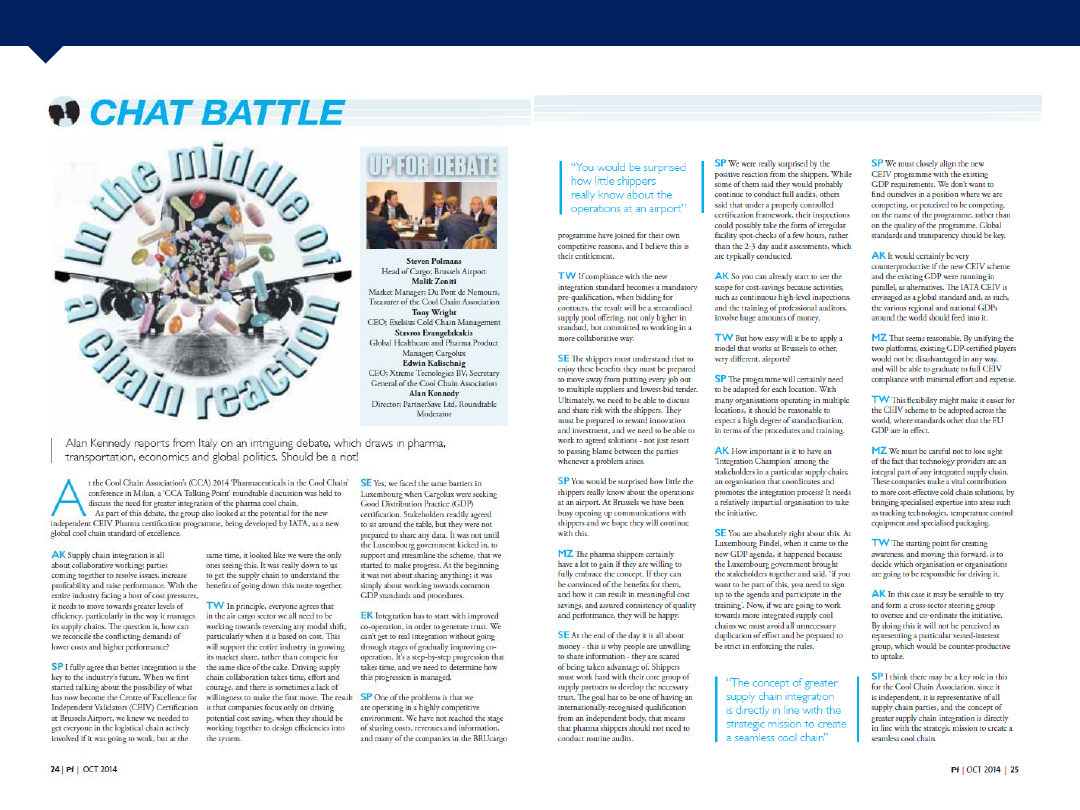 CHAT BATTLE
In the middle of
a chain reaction
UP FOR DEBATE
Steven Polmans
Head of Cargo; Brussels Airport
Malik Zeniti
Market Manager; Du Pont de Nemours,
Treasurer of the Cool Chain Association
Tony Wright
CEO; Exelsius Cold Chain Management
Stavros Evangelakakis
Global Healthcare and Pharma Product
Manager; Cargolux
Edwin Kalischnig
CEO; Xtreme Tecnologies BV, Secretary
General of the Cool Chain Association
Alan Kennedy
Director; PartnerSave Ltd, Roundtable
Moderator
Alan Kennedy reports from Italy on an intriguing debate, which draws in pharma,
transportation, economics and global politics. Should be a riot!
At the Cool Chain Association's (CCA) 2014 'Pharmaceuticals in the Cool Chain'
conference in Milan, a 'CCA Talking Point' roundtable discussion was held to
discuss the need for greater integration of the pharma cool chain.
As part of this debate, the group also looked at the potential for the new
independent CEIV Pharma certification programme, being developed by IATA, as a new
global cool chain standard of excellence.
AK Supply chain integration is all
about collaborative working; parties
coming together to resolve issues, increase
profitability and raise performance. With the
entire industry facing a host of cost pressures,
it needs to move towards greater levels of
efficiency, particularly in the way it manages
its supply chains. The question is, how can
we reconcile the conflicting demands of
lower costs and higher performance?
SP I fully agree that better integration is the
key to the industry's future. When we first
started talking about the possibility of what
has now become the Centre of Excellence for
Independent Validators (CEIV) Certification
at Brussels Airport, we knew we needed to
get everyone in the logistical chain actively
involved if it was going to work, but at the
same time, it looked like we were the only
ones seeing this. It was really down to us
to get the supply chain to understand the
benefits of going down this route together.
TW In principle, everyone agrees that
in the air cargo sector we all need to be
working towards reversing any modal shift,
particularly when it is based on cost. This
will support the entire industry in growing
its market share, rather than compete for
the same slice of the cake. Driving supply
chain collaboration takes time, effort and
courage, and there is sometimes a lack of
willingness to make the first move. The result
is that companies focus only on driving
potential cost saving, when they should be
working together to design efficiencies into
the system.
SE Yes, we faced the same barriers in
Luxembourg when Cargolux were seeking
Good Distribution Practice (GDP)
certification. Stakeholders readily agreed
to sit around the table, but they were not
prepared to share any data. It was not until
the Luxembourg government kicked in, to
support and streamline the scheme, that we
started to make progress. At the beginning
it was not about sharing anything it was
simply about working towards common
GDP standards and procedures.
EK Integration has to start with improved
co-operation, in order to generate trust. We
can't get to real integration without going
through stages of gradually improving co-
operation. It's a step-by-step progression that
takes time, and we need to determine how
this progression is managed.
SP One of the problems is that we
are operating in a highly competitive
environment. We have not reached the stage
of sharing costs, revenues and information,
and many of the companies in the BRUcargo
24 | Pf | OCT 2014
"You would be surprised
how little shippers
really know about the
operations at an airport"
programme have joined for their own
competitive reasons, and I believe this is
their entitlement.
TW If compliance with the new
integration standard becomes a mandatory
pre-qualification, when bidding for
contracts, the result will be a streamlined
supply pool offering, not only higher in
standard, but committed to working in a
more collaborative way.
SE The shippers must understand that to
enjoy these benefits they must be prepared
to move away from putting every job out
to multiple suppliers and lowest-bid tender.
Ultimately, we need to be able to discuss
and share risk with the shippers. They
must be prepared to reward innovation
and investment, and we need to be able to
work to agreed solutions - not just resort
to passing blame between the parties
whenever a problem arises.
SP You would be surprised how little the
shippers really know about the operations
at an airport. At Brussels we have been
busy opening up communications with
shippers and we hope they will continue
with this.
MZ The pharma shippers certainly
have a lot to gain if they are willing to
fully embrace the concept. If they can
be convinced of the benefits for them,
and how it can result in meaningful cost
savings, and assured consistency of quality
and performance, they will be happy.
SE At the end of the day it is all about
money - this is why people are unwilling
to share information - they are scared
of being taken advantage of. Shippers
must work hard with their core group of
supply partners to develop the necessary
trust. The goal has to be one of having an
internationally-recognised qualification
from an independent body, that means
that pharma shippers should not need to
conduct routine audits.
SP We were really surprised by the
positive reaction from the shippers. While
some of them said they would probably
continue to conduct full audits, others
said that under a properly controlled
certification framework, their inspections
could possibly take the form of irregular
facility spot-checks of a few hours, rather
than the 2-3 day audit assessments, which
are typically conducted.
AK So you can already start to see the
scope for cost-savings because activities,
such as continuous high-level inspections,
and the training of professional auditors,
involve huge amounts of money.
TW But how easy will it be to apply a
model that works at Brussels to other,
very different, airports?
SP The programme will certainly need
to be adapted for each location. With
many organisations operating in multiple
locations, it should be reasonable to
expect a high degree of standardisation,
in terms of the procedures and training.
AK How important is it to have an
'Integration Champion' among the
stakeholders in a particular supply chain;
an organisation that coordinates and
promotes the integration process? It needs
a relatively impartial organisation to take
the initiative.
SE You are absolutely right about this. At
Luxembourg Findel, when it came to the
new GDP agenda, it happened because
the Luxembourg government brought
the stakeholders together and said, 'if you
want to be part of this, you need to sign
up to the agenda and participate in the
training'. Now, if we are going to work
towards more integrated supply cool
chains we must avoid all unnecessary
duplication of effort and be prepared to
be strict in enforcing the rules.
"The concept of greater
supply chain integration
is directly in line with the
strategic mission to create
a seamless cool chain"
SP We must closely align the new
CEIV programme with the existing
GDP requirements. We don't want to
find ourselves in a position where we are
competing, or perceived to be competing,
on the name of the programme, rather than
on the quality of the programme. Global
standards and transparency should be key.
AK It would certainly be very
counterproductive if the new CEIV scheme
and the existing GDP were running in
parallel, as alternatives. The IATA CEIV is
envisaged as a global standard and, as such,
the various regional and national GDPs
around the world should feed into it.
MZ That seems reasonable. By unifying the
two platforms, existing GDP-certified players
would not be disadvantaged in any way,
and will be able to graduate to full CEIV
compliance with minimal effort and expense.
TW This flexibility might make it easier for
the CEIV scheme to be adopted across the
world, where standards other that the EU
GDP are in effect.
MZ We must be careful not to lose sight
of the fact that technology providers are an
integral part of any integrated supply chain.
These companies make a vital contribution
to more cost-effective cold chain solutions, by
bringing specialised expertise into areas such
as tracking technologies, temperature control
equipment and specialised packaging.
TW The starting point for creating
awareness, and moving this forward, is to
decide which organisation or organisations
are going to be responsible for driving it.
AK In this case it may be sensible to try
and form a cross-sector steering group
to oversee and co-ordinate the initiative.
By doing this it will not be perceived as
representing a particular vested-interest
group, which would be counter-productive
to uptake.
SP I think there may be a key role in this
for the Cool Chain Association, since it
is independent, it is representative of all
supply chain parties, and the concept of
greater supply chain integration is directly
in line with the strategic mission to create a
seamless cool chain.
Pf | OCT 2014 | 25